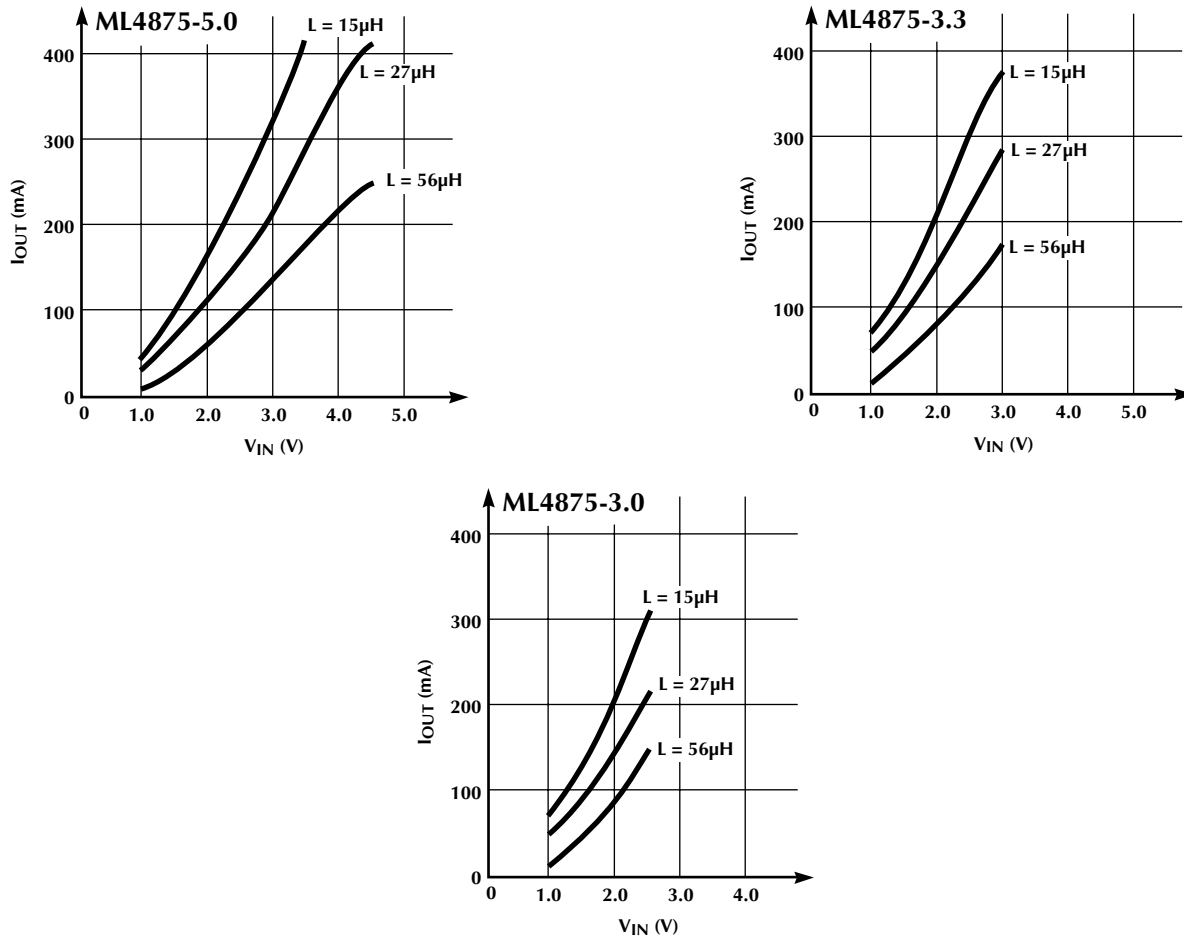 ML4875-5.0
L = 15µH
400
L = 27µH
300
L = 56µH
IOUT (mA)
200
100
0
0 1.0 2.0 3.0 4.0 5.0
VIN (V)
ML4875-3.3
400
L = 15µH
300
L = 27µH
IOUT (mA)
200
L = 56µH
100
0
0 1.0 2.0 3.0 4.0 5.0
VIN (V)
ML4875-3.0
400
L = 15µH
300
IOUT (mA)
L = 27µH
200
L = 56µH
100
0
0 1.0 2.0 3.0 4.0
VIN (V)